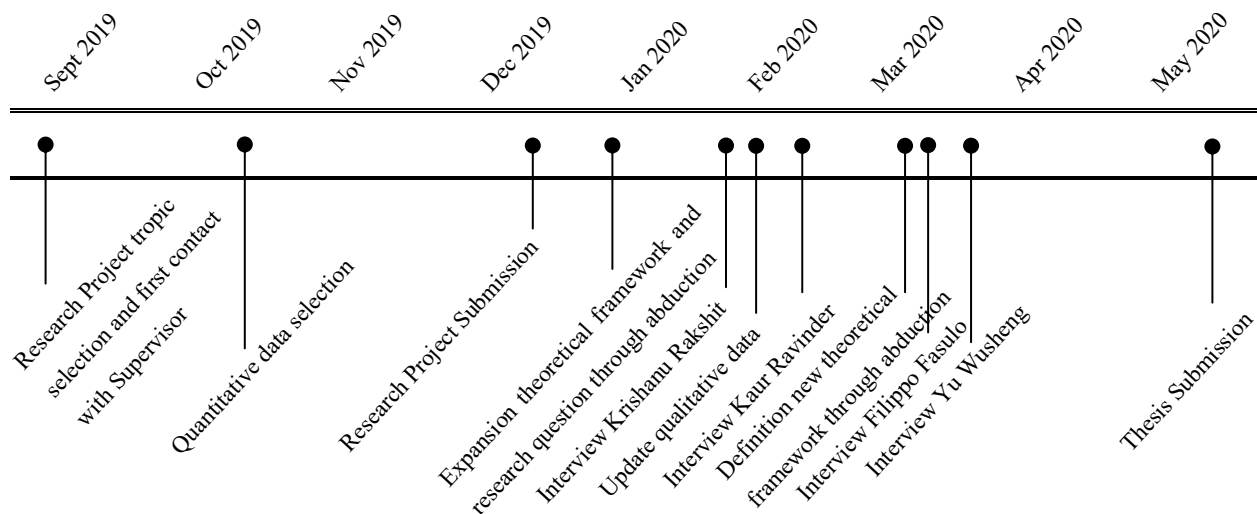 Sept 2019
Oct 2019
Nov 2019
Dec 2019
Jan 2020
Feb 2020
Mar 2020
Apr 2020
May 2020
Research Project tropic
selection and first contact
with Supervisor
Quantitative data selection
Research Project Submission
Expansion theoretical framework and
research question through abduction
Interview Krishanu Rakshit
Update qualitative data
Interview Kaur Ravinder
Definition new theoretical
framework through abduction
Interview Filippo Fasulo
Interview Yu Wusheng
Thesis Submission